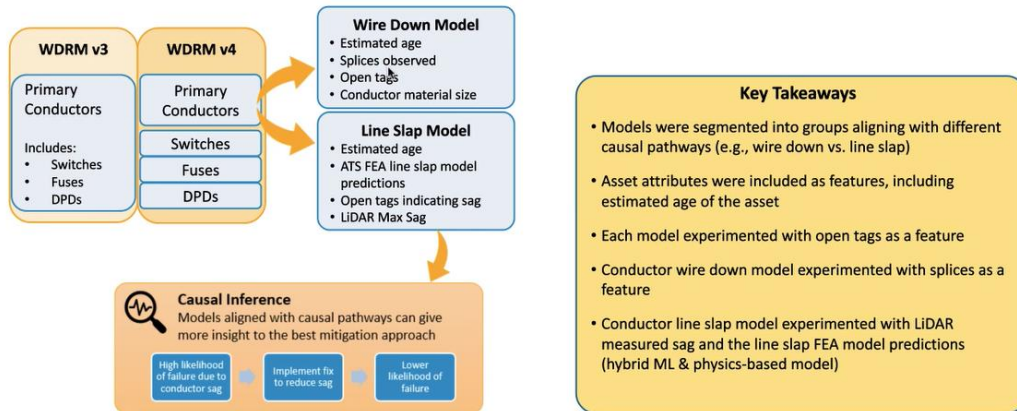 WDRM v3
Primary
Conductors
Includes:
• Switches
• Fuses
• DPDs
WDRM v4
Primary
Conductors
Switches
Fuses
DPDs
Wire Down Model
• Estimated age
• Splices observed
• Open tags
• Conductor material size
Line Slap Model
• Estimated age
• ATS FEA line slap model
predictions
• Open tags indicating sag
• LiDAR Max Sag
Causal Inference
Models aligned with causal pathways can give
more insight to the best mitigation approach
High likelihood
of failure due to
conductor sag
Implement fix
to reduce sag
Lower
likelihood of
failure
Key Takeaways
• Models were segmented into groups aligning with different
causal pathways (e.g., wire down vs. line slap)
• Asset attributes were included as features, including
estimated age of the asset
• Each model experimented with open tags as a feature
• Conductor wire down model experimented with splices as a
feature
• Conductor line slap model experimented with LiDAR
measured sag and the line slap FEA model predictions
(hybrid ML & physics-based model)